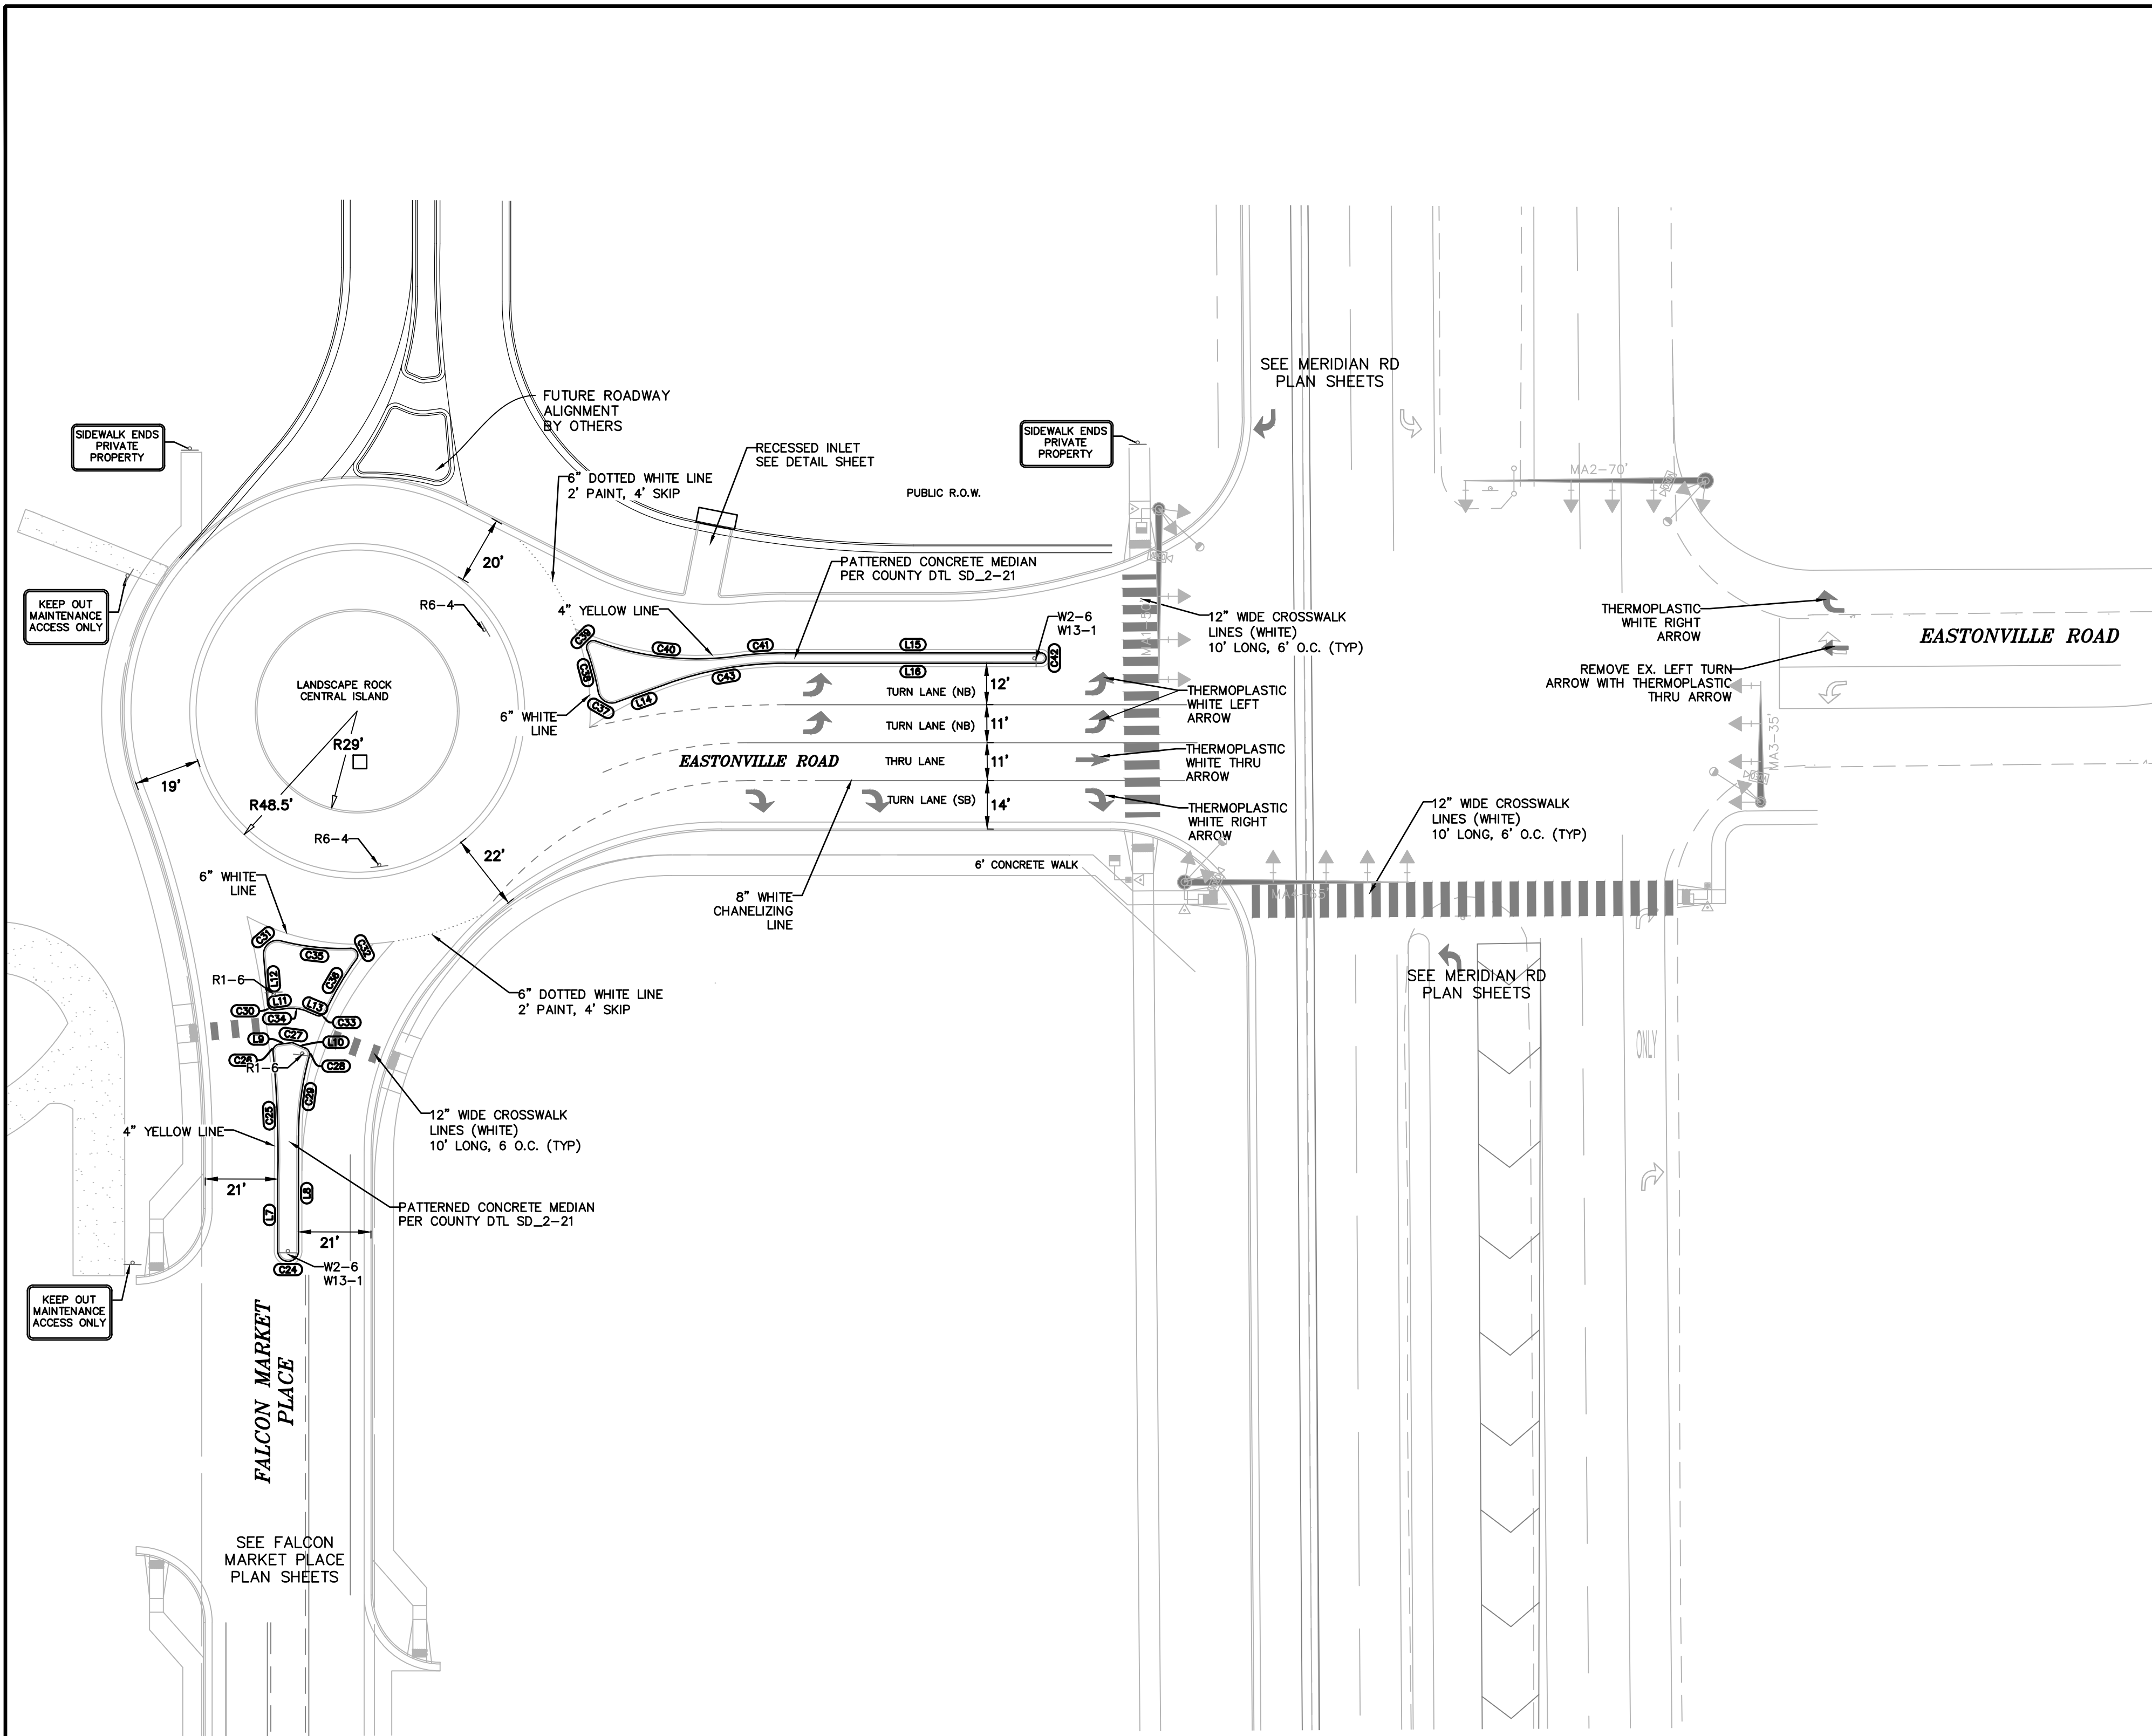 SEE MERIDIAN RD
PLAN SHEETS
FUTURE ROADWAY
ALIGNMENT
BY OTHERS
SIDEWALK ENDS
PRIVATE
PROPERTY
SIDEWALK ENDS
PRIVATE
PROPERTY
RECESSED INLET
SEE DETAIL SHEET
6" DOTTED WHITE LINE
2' PAINT, 4' SKIP
PUBLIC R.O.W.
MA2-70'
20'
PATTERNED CONCRETE MEDIAN
PER COUNTY DTL SD_2-21
KEEP OUT
MAINTENANCE
ACCESS ONLY
R6-4
4" YELLOW LINE
W2-6
W13-1
12" WIDE CROSSWALK
LINES (WHITE)
10' LONG, 6' O.C. (TYP)
THERMOPLASTIC
WHITE RIGHT
ARROW
EASTONVILLE ROAD
C39
C40
C41
L15
C42
C38
C43
L16
C37
L14
REMOVE EX. LEFT TURN
ARROW WITH THERMOPLASTIC
THRU ARROW
LANDSCAPE ROCK
CENTRAL ISLAND
6" WHITE
LINE
TURN LANE (NB)
12'
THERMOPLASTIC
WHITE LEFT
ARROW
TURN LANE (NB)
11'
R29'
EASTONVILLE ROAD
THRU LANE
11'
THERMOPLASTIC
WHITE THRU
ARROW
MA3-35'
19'
R48.5'
TURN LANE (SB)
14'
THERMOPLASTIC
WHITE RIGHT
ARROW
12" WIDE CROSSWALK
LINES (WHITE)
10' LONG, 6' O.C. (TYP)
R6-4
22'
6' CONCRETE WALK
6" WHITE
LINE
8" WHITE
CHANELIZING
LINE
C31
C32
C35
L12
C36
R1-6
L11
L13
C30
C34
C33
SEE MERIDIAN RD
PLAN SHEETS
6" DOTTED WHITE LINE
2' PAINT, 4' SKIP
L9
C27
L10
C26
R1-6
C28
C29
C25
ONLY
12" WIDE CROSSWALK
LINES (WHITE)
10' LONG, 6 O.C. (TYP)
4" YELLOW LINE
21'
L8
L7
PATTERNED CONCRETE MEDIAN
PER COUNTY DTL SD_2-21
21'
C24
W2-6
W13-1
KEEP OUT
MAINTENANCE
ACCESS ONLY
FALCON MARKET
PLACE
SEE FALCON
MARKET PLACE
PLAN SHEETS